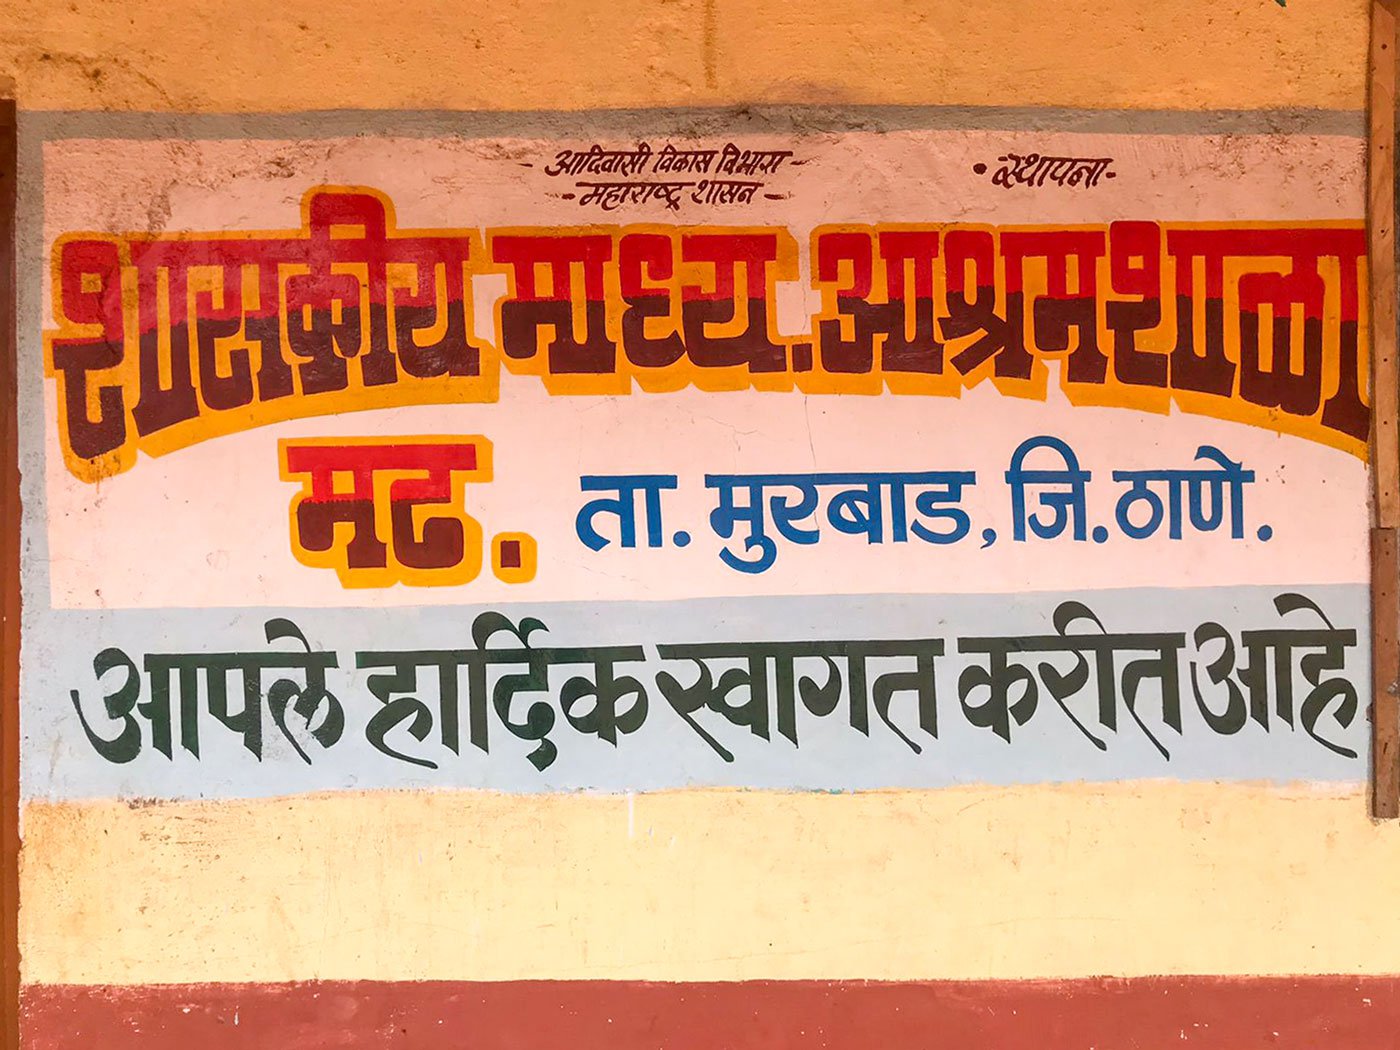 - आदिवासी विकास विभाग -
- महाराष्ट्र शासन -
• स्थापना -
शासकीय माध्य. आश्रमशाळा
मढ.
ता. मुरबाड, जि. ठाणे.
आपले हार्दिक स्वागत करीत आहे